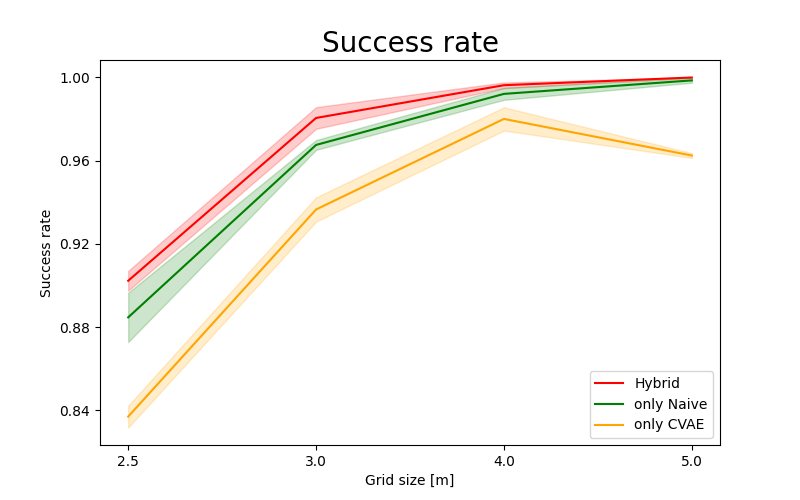 Success rate
1.00
0.96
0.92
0.88
0.84
Success rate
2.5 3.0 4.0 5.0
Grid size [m]
Hybrid
only Naive
only CVAE